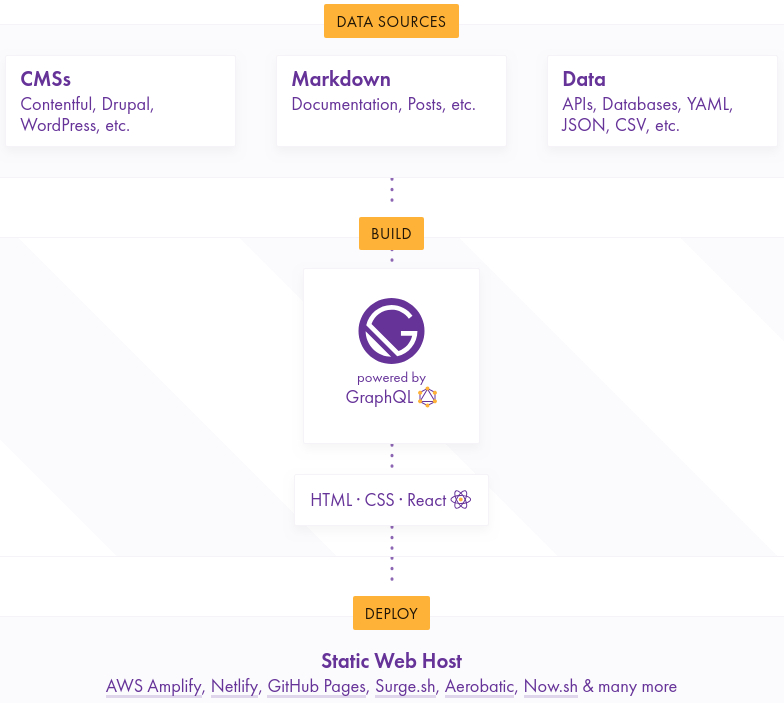 DATA SOURCES
CMSs
Contentful, Drupal,
WordPress, etc.
Markdown
Documentation, Posts, etc.
Data
APIs, Databases, YAML,
JSON, CSV, etc.
BUILD
powered by
GraphQL
HTML · CSS · React
DEPLOY
Static Web Host
AWS Amplify, Netlify, GitHub Pages, Surge.sh, Aerobatic, Now.sh & many more